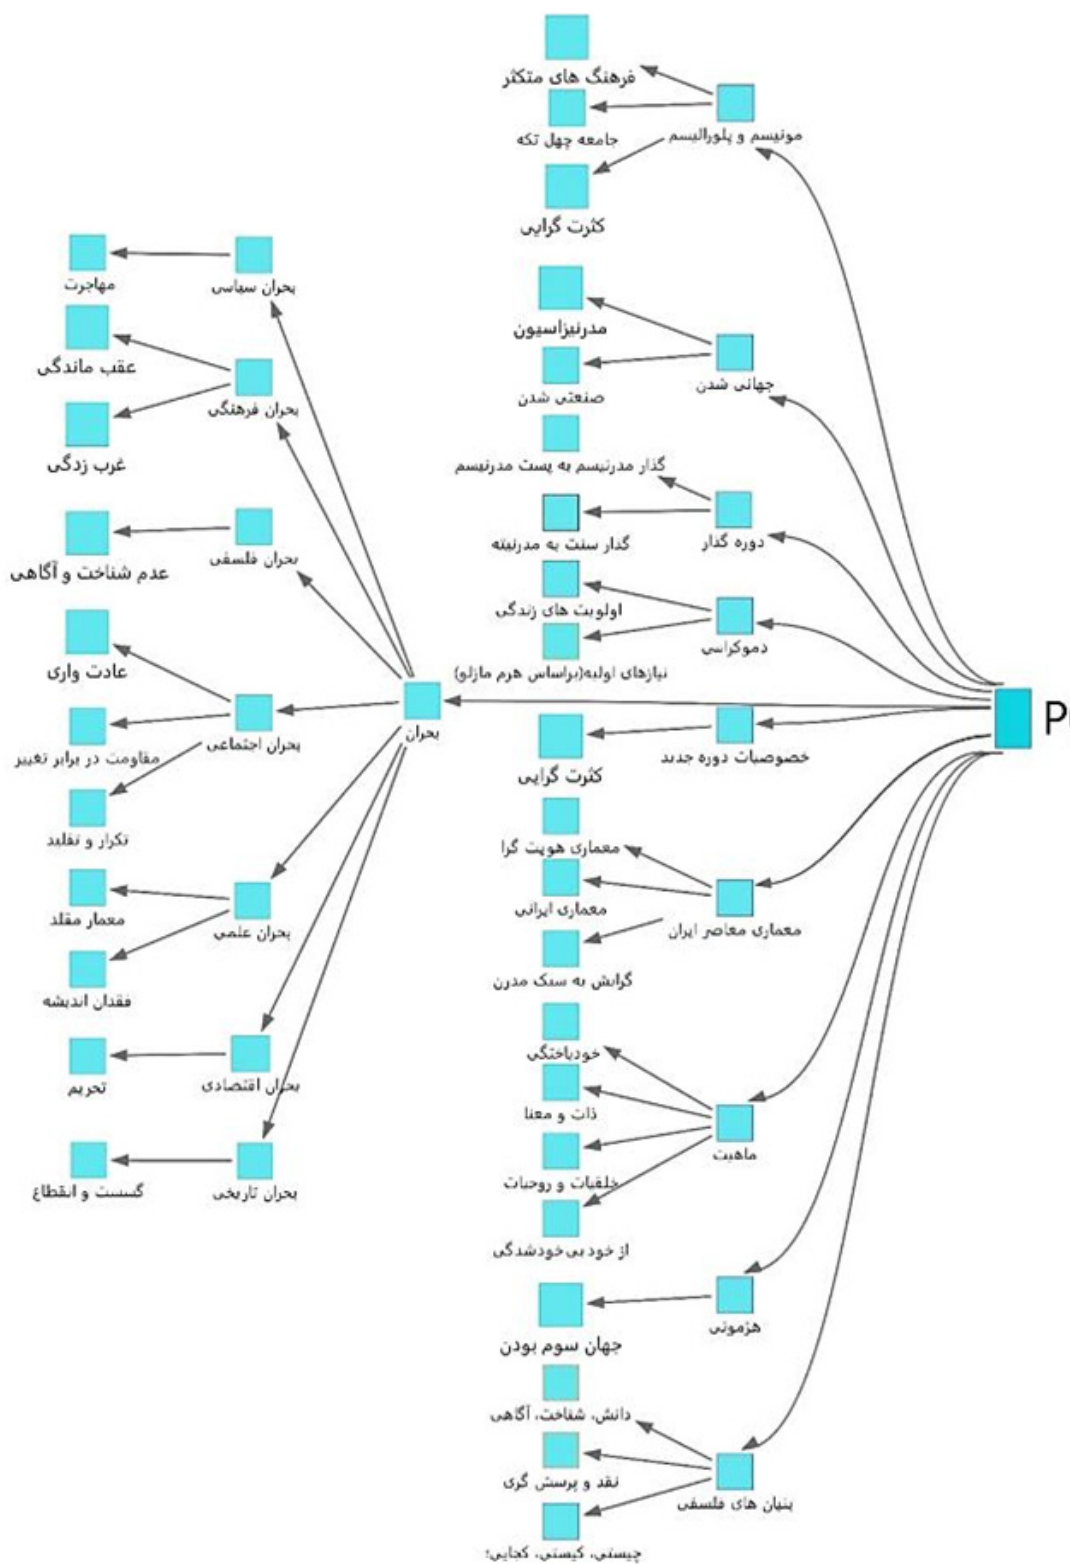 فرهنگ های متکثر
مونیسم و پلورالیسم
جامعه چهل تکه
کثرت گرایی
مدرنیزاسیون
جهانی شدن
صنعتی شدن
گذار مدرنیسم به پست مدرنیسم
دوره گذار
گذار سنت به مدرنیته
اولویت های زندگی
دموکراسی
نیازهای اولیه(براساس هرم مازلو)
P
خصوصیات دوره جدید
کثرت گرایی
معماری هویت گرا
معماری ایرانی
معماری معاصر ایران
گرایش به سبک مدرن
خودباختگی
ذات و معنا
ماهیت
خلقیات و روحیات
از خود بی خودشدگی
هژمونی
جهان سوم بودن
دانش، شناخت، آگاهی
نقد و پرسش گری
بنیان های فلسفی
چیستی، کیستی، کجایی؛
بحران
بحران سیاسی
مهاجرت
بحران فرهنگی
عقب ماندگی
غرب زدگی
بحران فلسفی
عدم شناخت و آگاهی
عادت واری
بحران اجتماعی
مقاومت در برابر تغییر
تکرار و تقلید
معمار مقلد
بحران علمی
فقدان اندیشه
بحران اقتصادی
تحریم
بحران تاریخی
گسست و انقطاع